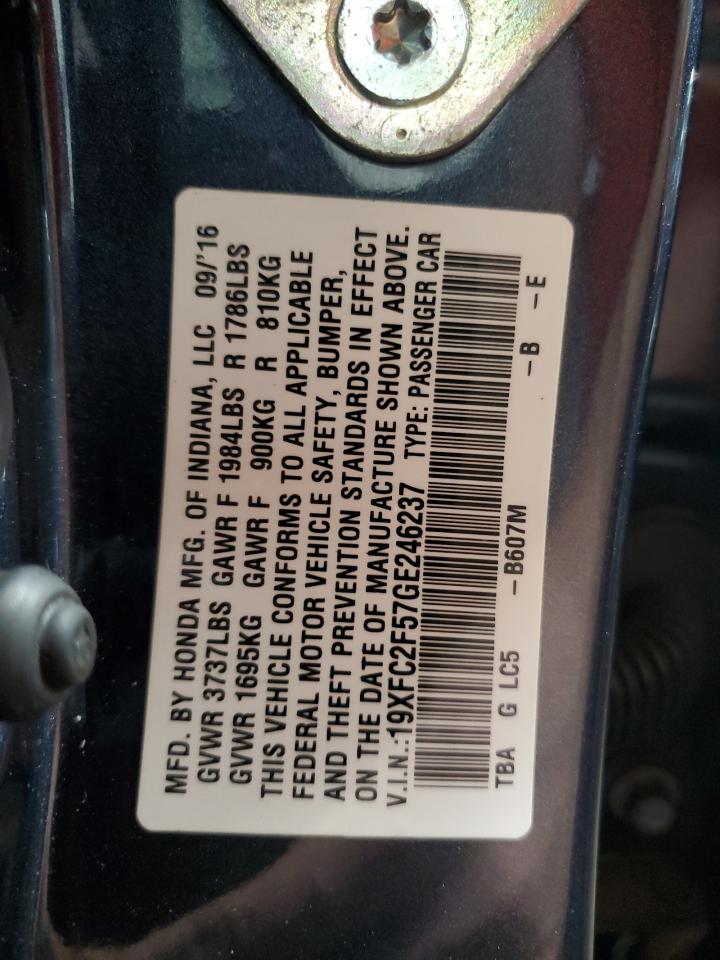 MFD. BY HONDA MFG. OF INDIANA, LLC 09/'16
GVWR 3737LBS GAWR F 1984LBS R 1786LBS
GVWR 1695KG GAWR F 900KG R 810KG
THIS VEHICLE CONFORMS TO ALL APPLICABLE
FEDERAL MOTOR VEHICLE SAFETY, BUMPER,
AND THEFT PREVENTION STANDARDS IN EFFECT
ON THE DATE OF MANUFACTURE SHOWN ABOVE.
V.I.N.:19XFC2F57GE246237 TYPE: PASSENGER CAR
TBA G LC5 -B607M -B -E